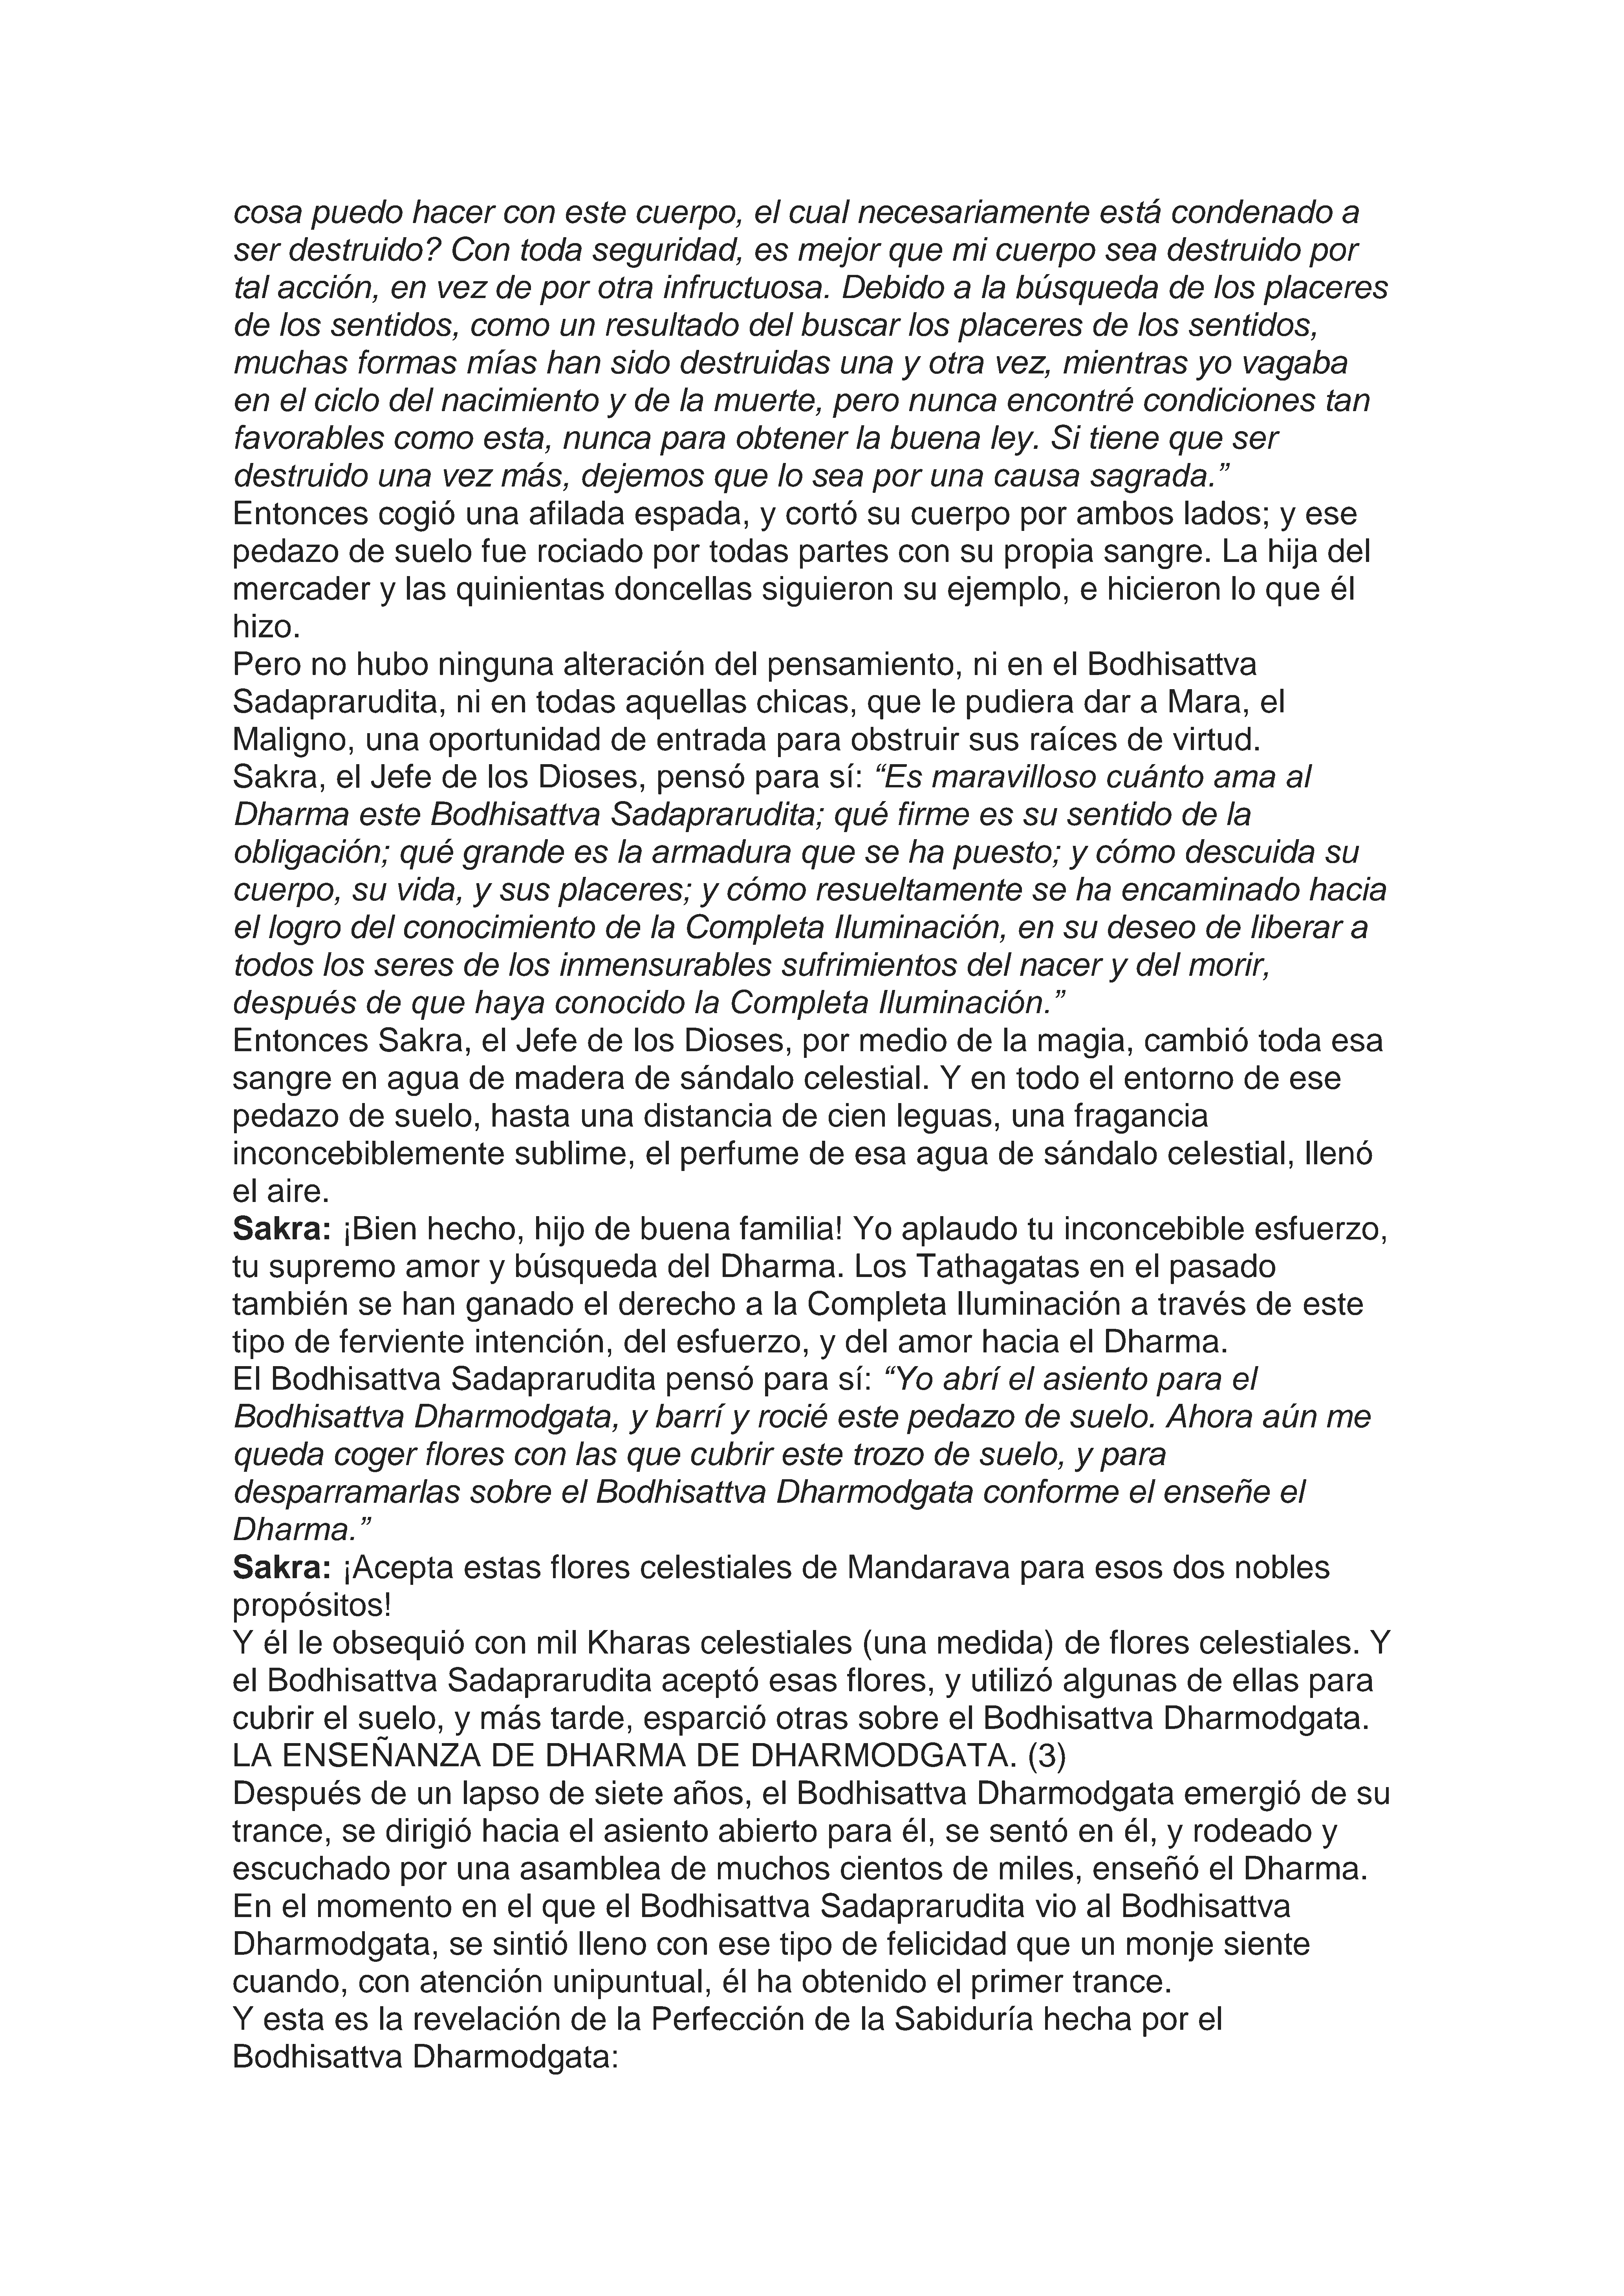 cosa puedo hacer con este cuerpo, el cual necesariamente está condenado a
ser destruido? Con toda seguridad, es mejor que mi cuerpo sea destruido por
tal acción, en vez de por otra infructuosa. Debido a la búsqueda de los placeres
de los sentidos, como un resultado del buscar los placeres de los sentidos,
muchas formas mías han sido destruidas una y otra vez, mientras yo vagaba
en el ciclo del nacimiento y de la muerte, pero nunca encontré condiciones tan
favorables como esta, nunca para obtener la buena ley. Si tiene que ser
destruido una vez más, dejemos que lo sea por una causa sagrada.”
Entonces cogió una afilada espada, y cortó su cuerpo por ambos lados; y ese
pedazo de suelo fue rociado por todas partes con su propia sangre. La hija del
mercader y las quinientas doncellas siguieron su ejemplo, e hicieron lo que él
hizo.
Pero no hubo ninguna alteración del pensamiento, ni en el Bodhisattva
Sadaprarudita, ni en todas aquellas chicas, que le pudiera dar a Mara, el
Maligno, una oportunidad de entrada para obstruir sus raíces de virtud.
Sakra, el Jefe de los Dioses, pensó para sí: “Es maravilloso cuánto ama al
Dharma este Bodhisattva Sadaprarudita; qué firme es su sentido de la
obligación; qué grande es la armadura que se ha puesto; y cómo descuida su
cuerpo, su vida, y sus placeres; y cómo resueltamente se ha encaminado hacia
el logro del conocimiento de la Completa Iluminación, en su deseo de liberar a
todos los seres de los inmensurables sufrimientos del nacer y del morir,
después de que haya conocido la Completa Iluminación.”
Entonces Sakra, el Jefe de los Dioses, por medio de la magia, cambió toda esa
sangre en agua de madera de sándalo celestial. Y en todo el entorno de ese
pedazo de suelo, hasta una distancia de cien leguas, una fragancia
inconcebiblemente sublime, el perfume de esa agua de sándalo celestial, llenó
el aire.
Sakra: ¡Bien hecho, hijo de buena familia! Yo aplaudo tu inconcebible esfuerzo,
tu supremo amor y búsqueda del Dharma. Los Tathagatas en el pasado
también se han ganado el derecho a la Completa Iluminación a través de este
tipo de ferviente intención, del esfuerzo, y del amor hacia el Dharma.
El Bodhisattva Sadaprarudita pensó para sí: “Yo abrí el asiento para el
Bodhisattva Dharmodgata, y barrí y rocié este pedazo de suelo. Ahora aún me
queda coger flores con las que cubrir este trozo de suelo, y para
desparramarlas sobre el Bodhisattva Dharmodgata conforme el enseñe el
Dharma.”
Sakra: ¡Acepta estas flores celestiales de Mandarava para esos dos nobles
propósitos!
Y él le obsequió con mil Kharas celestiales (una medida) de flores celestiales. Y
el Bodhisattva Sadaprarudita aceptó esas flores, y utilizó algunas de ellas para
cubrir el suelo, y más tarde, esparció otras sobre el Bodhisattva Dharmodgata.
LA ENSEÑANZA DE DHARMA DE DHARMODGATA. (3)
Después de un lapso de siete años, el Bodhisattva Dharmodgata emergió de su
trance, se dirigió hacia el asiento abierto para él, se sentó en él, y rodeado y
escuchado por una asamblea de muchos cientos de miles, enseñó el Dharma.
En el momento en el que el Bodhisattva Sadaprarudita vio al Bodhisattva
Dharmodgata, se sintió lleno con ese tipo de felicidad que un monje siente
cuando, con atención unipuntual, él ha obtenido el primer trance.
Y esta es la revelación de la Perfección de la Sabiduría hecha por el
Bodhisattva Dharmodgata: